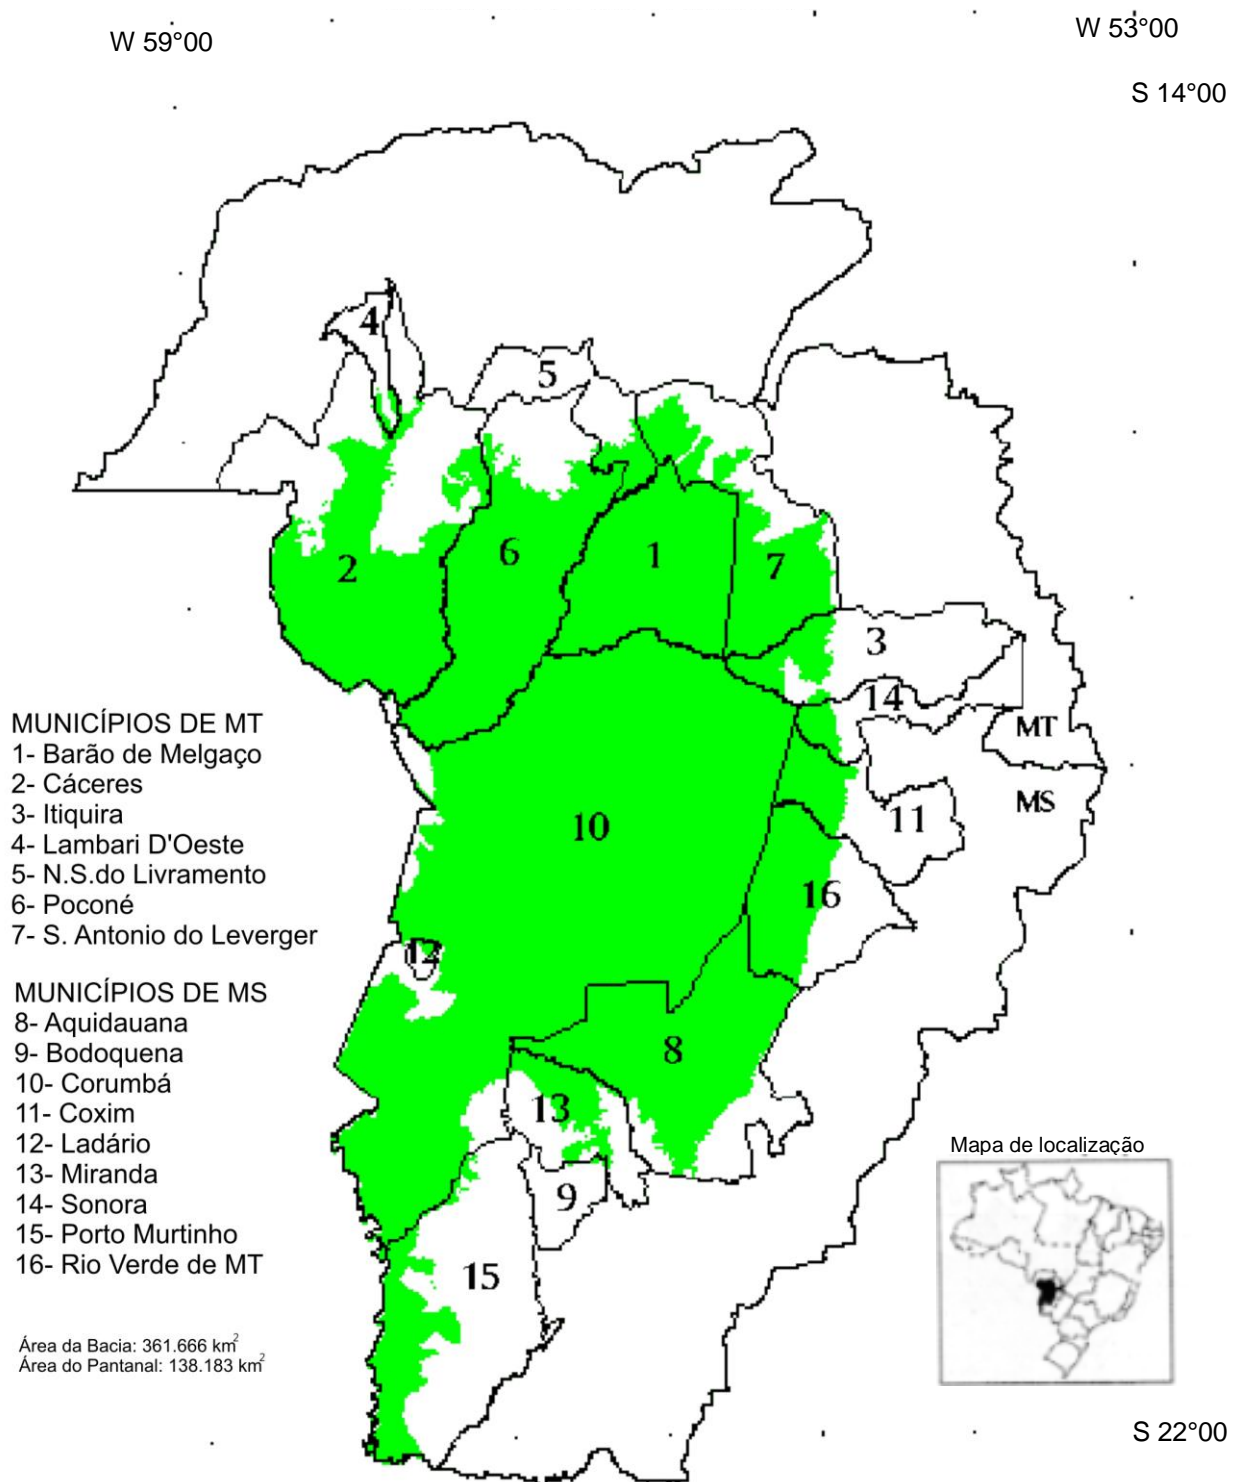 W 59°00
W 53°00
S 14°00
4
5
6
1
7
2
3
14
MT
MS
10
11
16
12
8
13
9
15
MUNICÍPIOS DE MT
1- Barão de Melgaço
2- Cáceres
3- Itiquira
4- Lambari D'Oeste
5- N.S.do Livramento
6- Poconé
7- S. Antonio do Leverger
MUNICÍPIOS DE MS
8- Aquidauana
9- Bodoquena
10- Corumbá
11- Coxim
12- Ladário
13- Miranda
14- Sonora
15- Porto Murtinho
16- Rio Verde de MT
Área da Bacia: 361.666 km²
Área do Pantanal: 138.183 km²
Mapa de localização
S 22°00